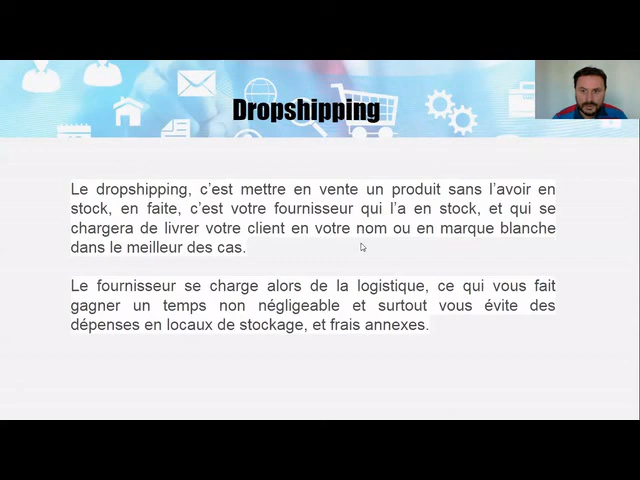 Dropshipping
Le dropshipping, c’est mettre en vente un produit sans l’avoir en
stock, en faite, c’est votre fournisseur qui l’a en stock, et qui se
chargera de livrer votre client en votre nom ou en marque blanche
dans le meilleur des cas.
Le fournisseur se charge alors de la logistique, ce qui vous fait
gagner un temps non négligeable et surtout vous évite des
dépenses en locaux de stockage, et frais annexes.